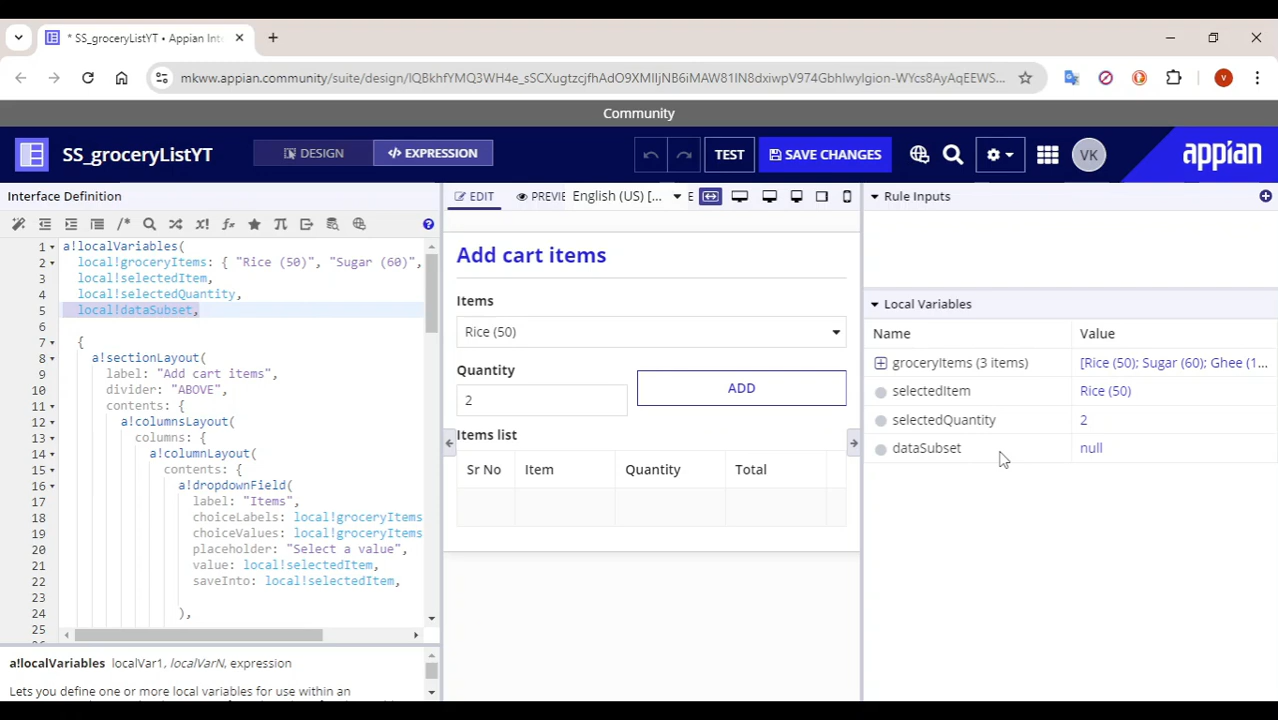 * SS_groceryListYT • Appian Int
mkww.appian.community/suite/design/IQBkhfYMQ3WH4e_sSCXugtzcjfhAdO9XMIIjNB6iMAW81IN8dxiwpV974GbhIwyIgion-WYcs8AyAqEEWS...
V
Community
SS_groceryListYT
DESIGN
</> EXPRESSION
TEST
SAVE CHANGES
VK
appian
Interface Definition
EDIT
PREVIE
English (US) [...
E
Rule Inputs
1 a!localVariables(
2 local!groceryItems: { "Rice (50)", "Sugar (60)",
3 local!selectedItem,
4 local!selectedQuantity,
5 local!dataSubset,
6
7 {
8 a!sectionLayout(
9 label: "Add cart items",
10 divider: "ABOVE",
11 contents: {
12 a!columnsLayout(
13 columns: {
14 a!columnLayout(
15 contents: {
16 a!dropdownField(
17 label: "Items",
18 choiceLabels: local!groceryItems
19 choiceValues: local!groceryItems
20 placeholder: "Select a value",
21 value: local!selectedItem,
22 saveInto: local!selectedItem,
23
24 ),
25
a!localVariables localVar1, localVarN, expression
Lets you define one or more local variables for use within an
Add cart items
Items
Rice (50)
Quantity
2
ADD
Items list
Sr No Item Quantity Total
Local Variables
Name Value
groceryItems (3 items) [Rice (50); Sugar (60); Ghee (1...
selectedItem Rice (50)
selectedQuantity 2
dataSubset null